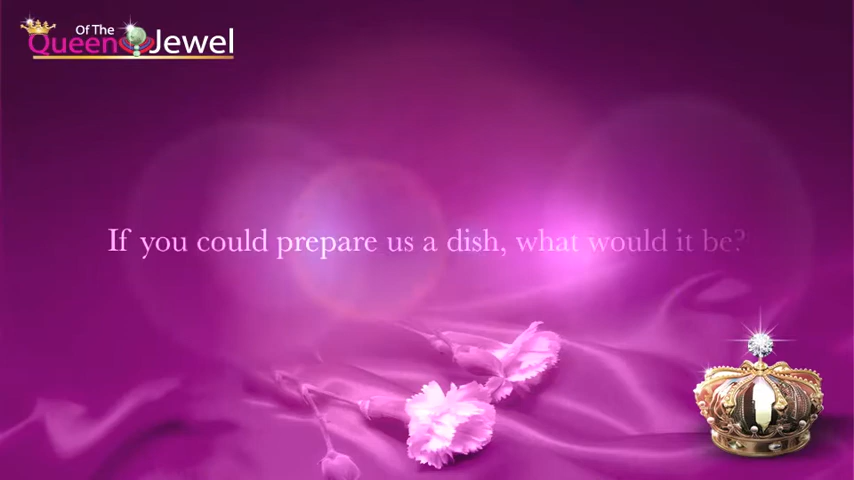 Of The
Queen Jewel
If you could prepare us a dish, what would it be?